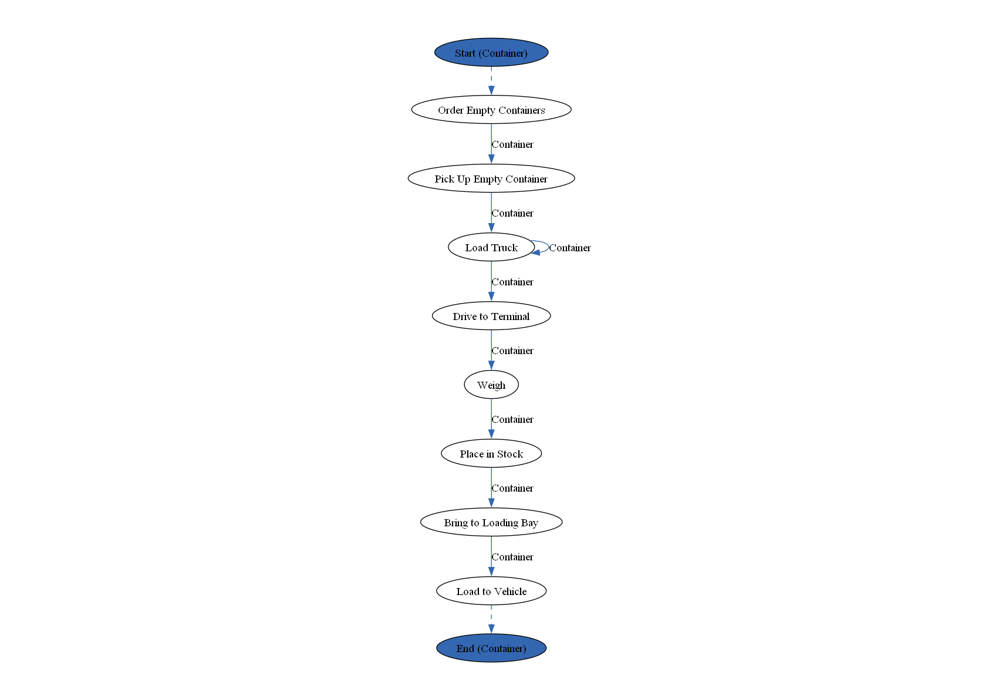 Start (Container)
Order Empty Containers
Container
Pick Up Empty Container
Container
Load Truck
Container
Container
Drive to Terminal
Container
Weigh
Container
Place in Stock
Container
Bring to Loading Bay
Container
Load to Vehicle
End (Container)